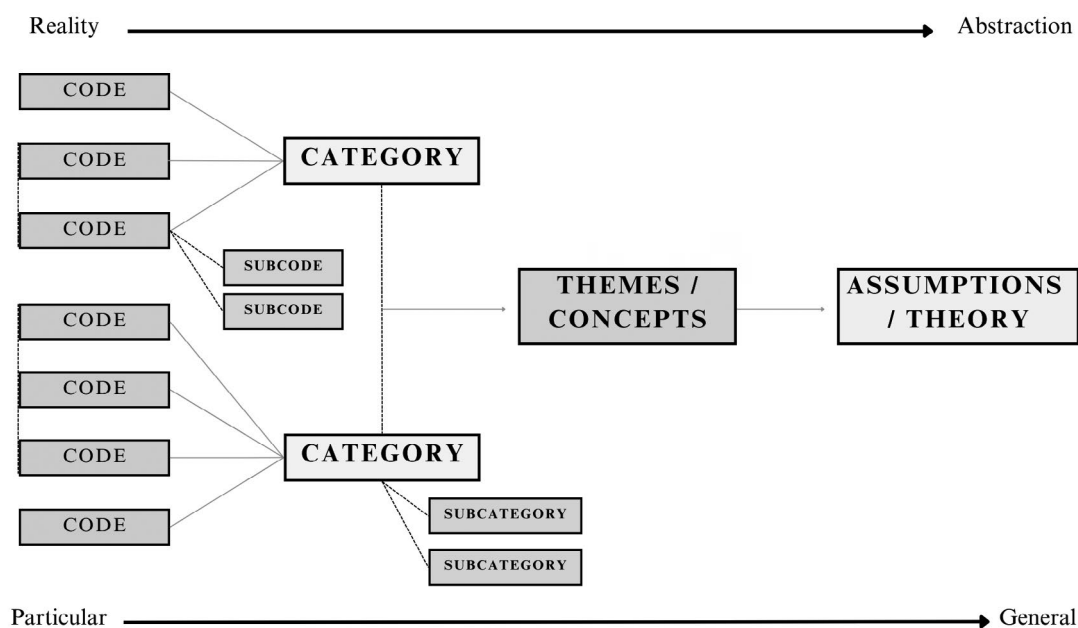 Reality
Abstraction
CODE
CODE
CODE
SUBCODE
SUBCODE
CODE
CODE
CODE
CODE
CATEGORY
CATEGORY
SUBCATEGORY
SUBCATEGORY
THEMES /
CONCEPTS
ASSUMPTIONS
/ THEORY
Particular
General